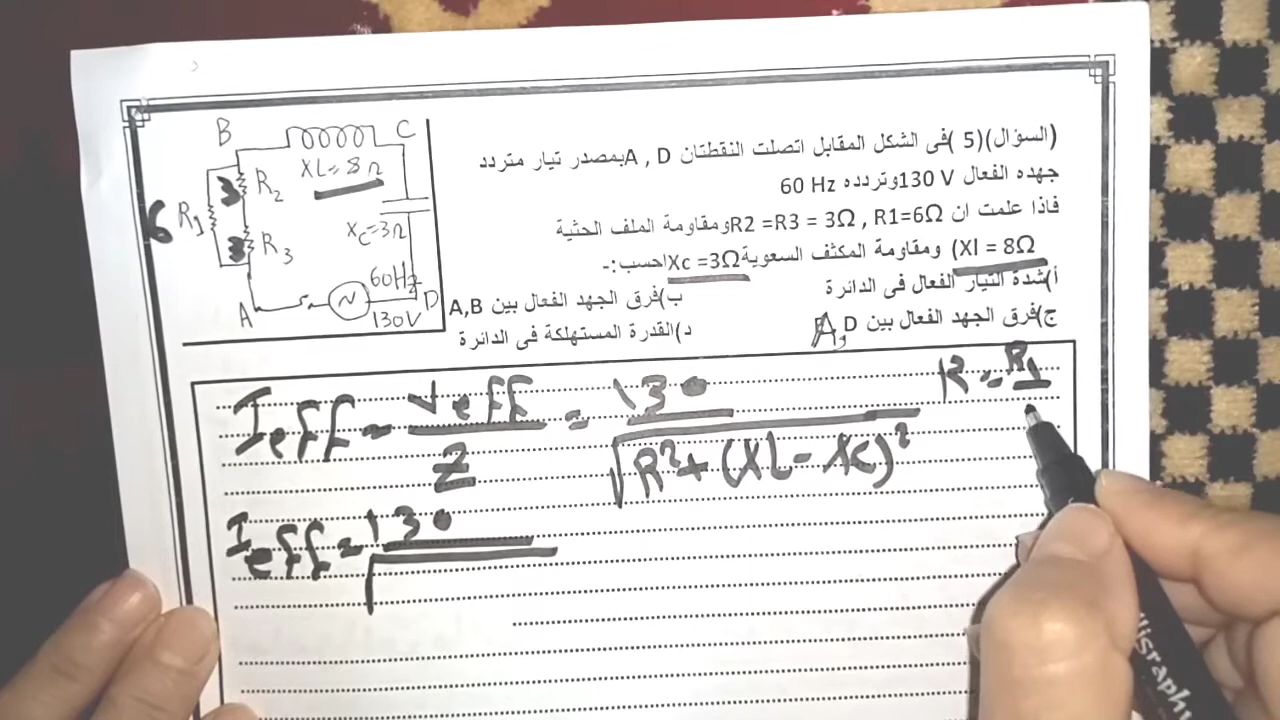 (السؤال)(5 )فى الشكل المقابل اتصلت النقطتان A , D بمصدر تيار متردد
جهده الفعال 130 V وتردده 60 Hz
فاذا علمت ان R2 =R3 = 3Ω , R1=6Ω ومقاومة الملف الحثية
(Xl = 8Ω ومقاومة المكثف السعوية Xc =3Ω احسب:-
أ)شدة التيار الفعال فى الدائرة
ب)فرق الجهد الفعال بين A,B
ج)فرق الجهد الفعال بين A, D
د)القدرة المستهلكة فى الدائرة
B
C
XL=8Ω
R2
3
6
R1
3
R3
Xc=3Ω
60Hz
A
130V
D
Ieff = Veff / Z = 130 / √R²+(XL-XC)²
R = R1
Ieff = 130 / √